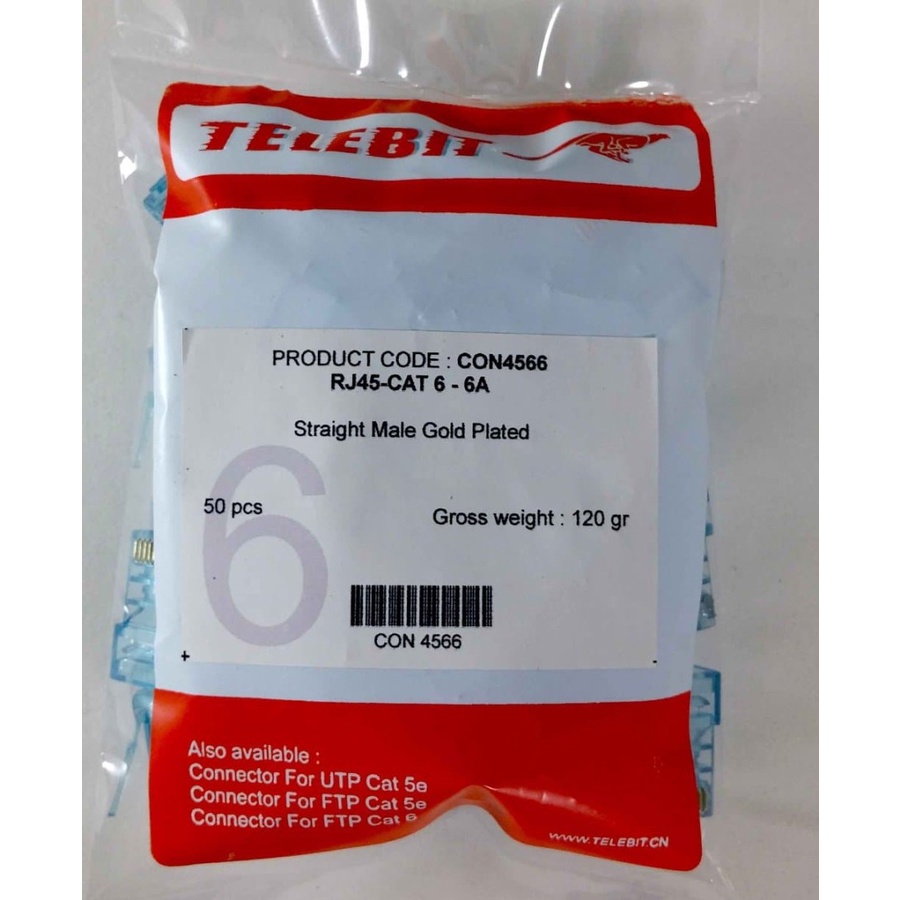 TELEBIT
PRODUCT CODE : CON4566
RJ45-CAT 6 - 6A
Straight Male Gold Plated
6
50 pcs
Gross weight : 120 gr
CON 4566
Also available :
Connector For UTP Cat 5e
Connector For FTP Cat 5e
Connector For FTP Cat 6
WWW.TELEBIT.CN